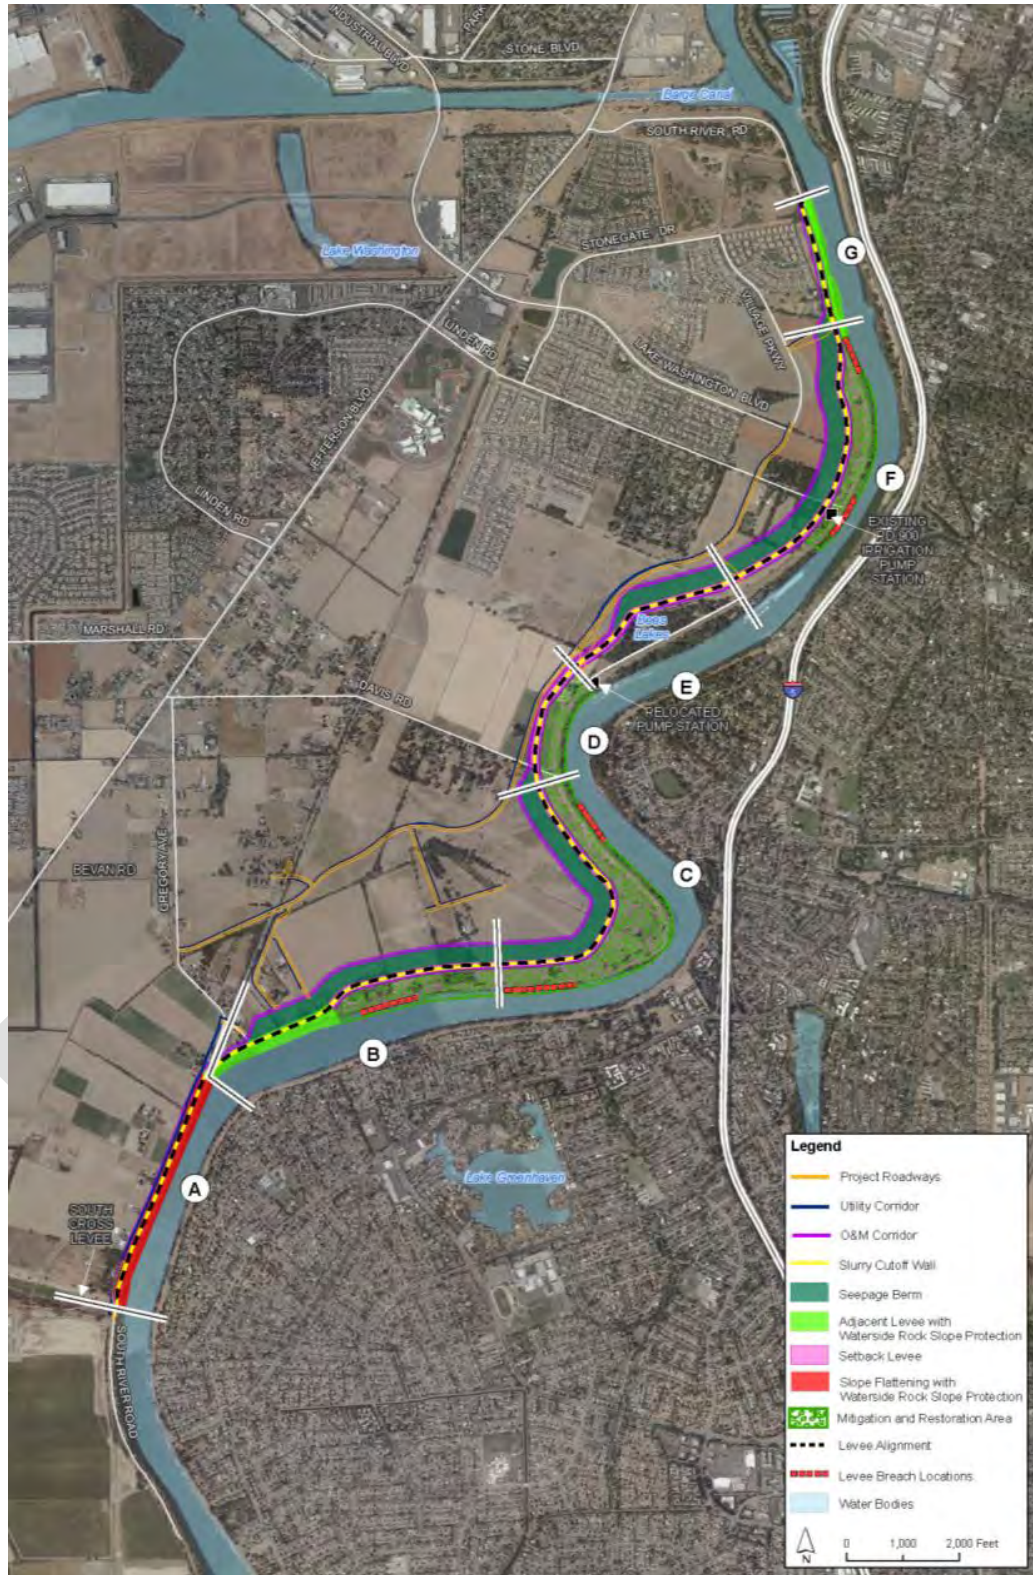 INDUSTRIAL BLVD
PARK
STONE BLVD
Barge Canal
SOUTH RIVER RD
Lake Washington
STONEGATE DR
G
VILLAGE PKWY
LINDEN RD
LAKE WASHINGTON BLVD
JEFFERSON BLVD
LINDEN RD
F
EXISTING
RD 900
IRRIGATION
PUMP
STATION
MARSHALL RD
Bees
Lakes
E
DAVIS RD
RELOCATED
PUMP STATION
5
D
GREGORY AVE
BEVAN RD
C
B
A
Lake Greenhaven
SOUTH
CROSS
LEVEE
SOUTH RIVER ROAD
Legend
Project Roadways
Utility Corridor
O&M Corridor
Slurry Cutoff Wall
Seepage Berm
Adjacent Levee with
Waterside Rock Slope Protection
Setback Levee
Slope Flattening with
Waterside Rock Slope Protection
Mitigation and Restoration Area
Levee Alignment
Levee Breach Locations
Water Bodies
N
0 1,000 2,000 Feet